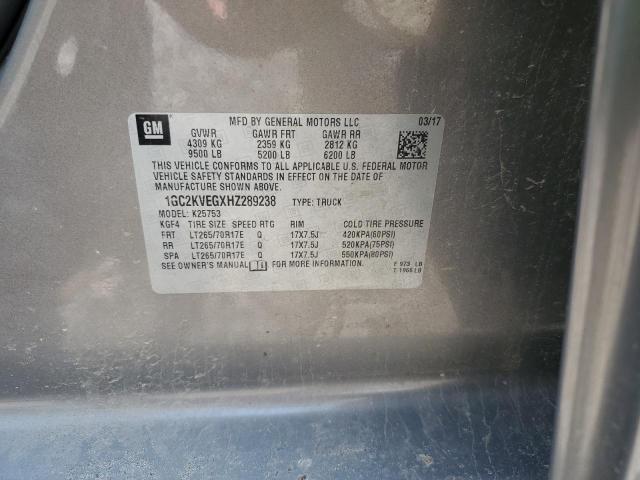 GM
MFD BY GENERAL MOTORS LLC 03/17
GVWR GAWR FRT GAWR RR
4309 KG 2359 KG 2812 KG
9500 LB 5200 LB 6200 LB
THIS VEHICLE CONFORMS TO ALL APPLICABLE U.S. FEDERAL MOTOR
VEHICLE SAFETY STANDARDS IN EFFECT ON THE DATE OF
MANUFACTURE SHOWN ABOVE.
1GC2KVEGXHZ289238 TYPE: TRUCK
MODEL: K25753
KGF4 TIRE SIZE SPEED RTG RIM COLD TIRE PRESSURE
FRT LT265/70R17E Q 17X7.5J 420KPA(60PSI)
RR LT265/70R17E Q 17X7.5J 520KPA(75PSI)
SPA LT265/70R17E Q 17X7.5J 550KPA(80PSI)
SEE OWNER'S MANUAL FOR MORE INFORMATION.
F 973 LB
T 1966 LB